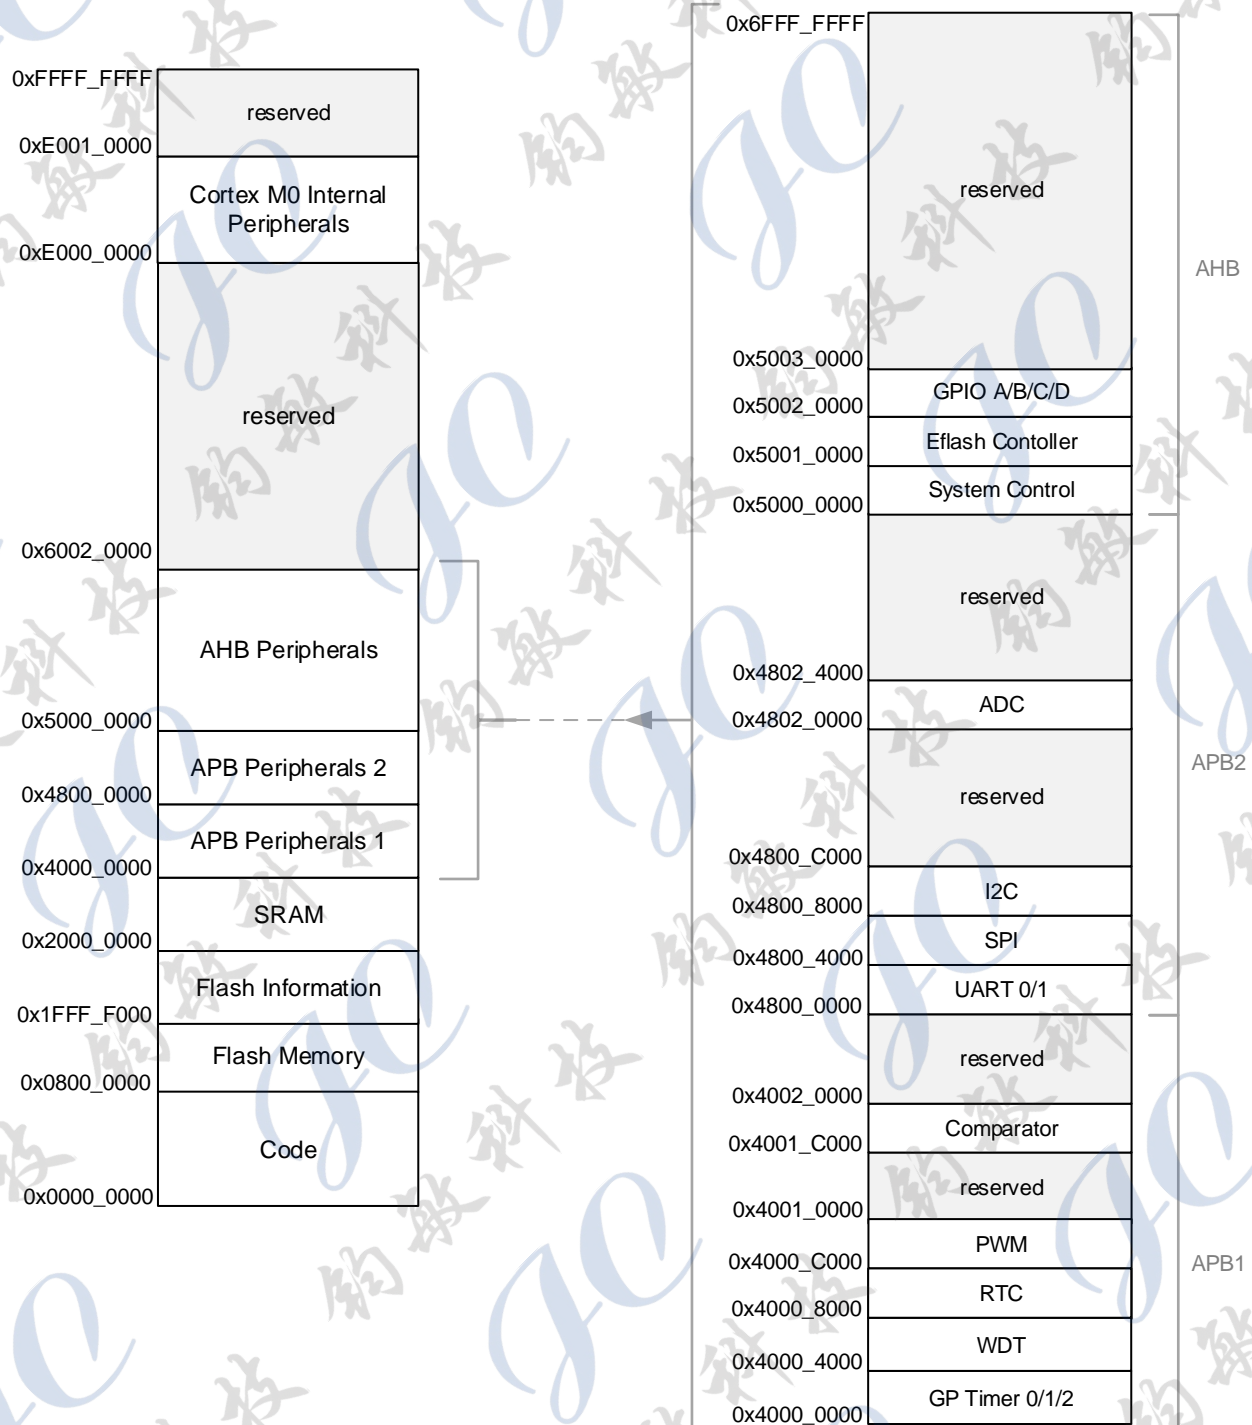 0xFFFF_FFFF
reserved
0xE001_0000
Cortex M0 Internal
Peripherals
0xE000_0000
reserved
0x6002_0000
AHB Peripherals
0x5000_0000
APB Peripherals 2
0x4800_0000
APB Peripherals 1
0x4000_0000
SRAM
0x2000_0000
Flash Information
0x1FFF_F000
Flash Memory
0x0800_0000
Code
0x0000_0000
0x6FFF_FFFF
reserved
AHB
0x5003_0000
GPIO A/B/C/D
0x5002_0000
Eflash Contoller
0x5001_0000
System Control
0x5000_0000
reserved
0x4802_4000
ADC
0x4802_0000
APB2
reserved
0x4800_C000
I2C
0x4800_8000
SPI
0x4800_4000
UART 0/1
0x4800_0000
reserved
0x4002_0000
Comparator
0x4001_C000
reserved
0x4001_0000
PWM
0x4000_C000
APB1
RTC
0x4000_8000
WDT
0x4000_4000
GP Timer 0/1/2
0x4000_0000